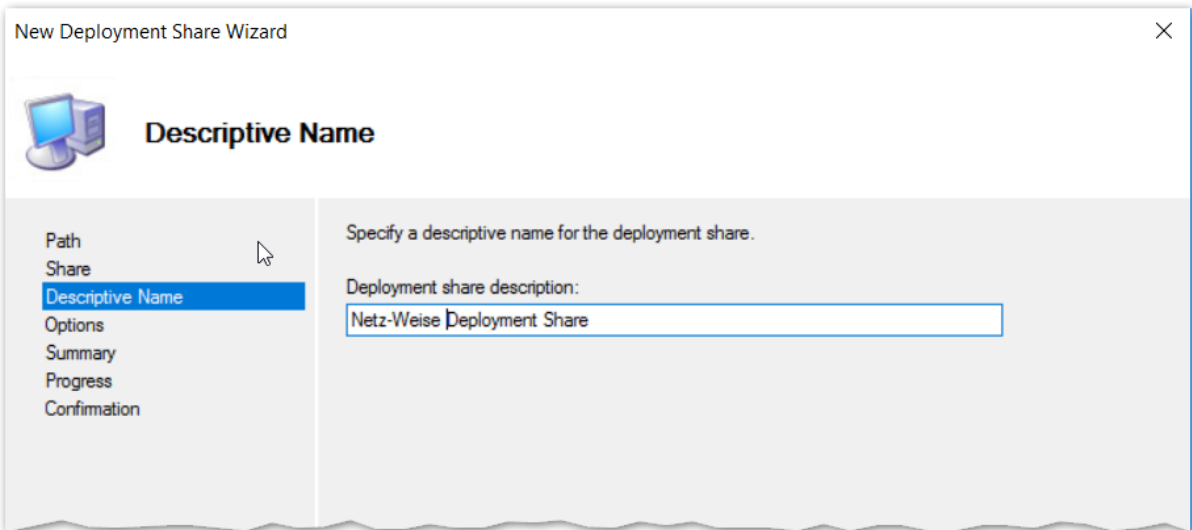 New Deployment Share Wizard
Descriptive Name
Path
Share
Descriptive Name
Options
Summary
Progress
Confirmation
Specify a descriptive name for the deployment share.
Deployment share description:
Netz-Weise Deployment Share